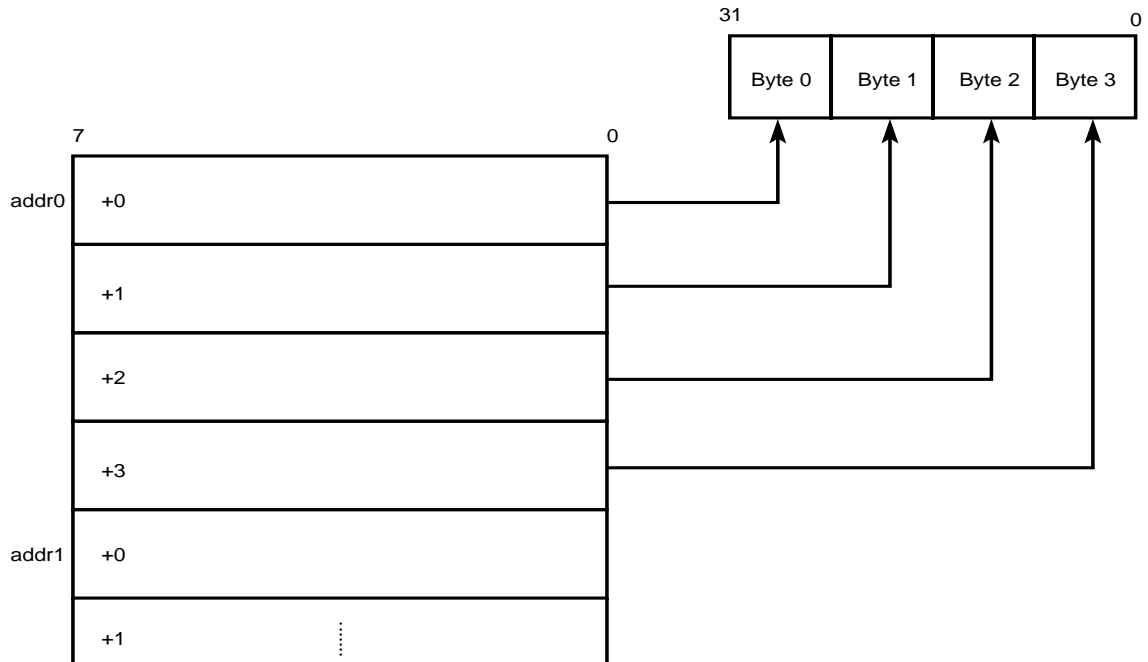 31 0
Byte 0 Byte 1 Byte 2 Byte 3
7 0
addr0 +0
+1
+2
+3
addr1 +0
+1